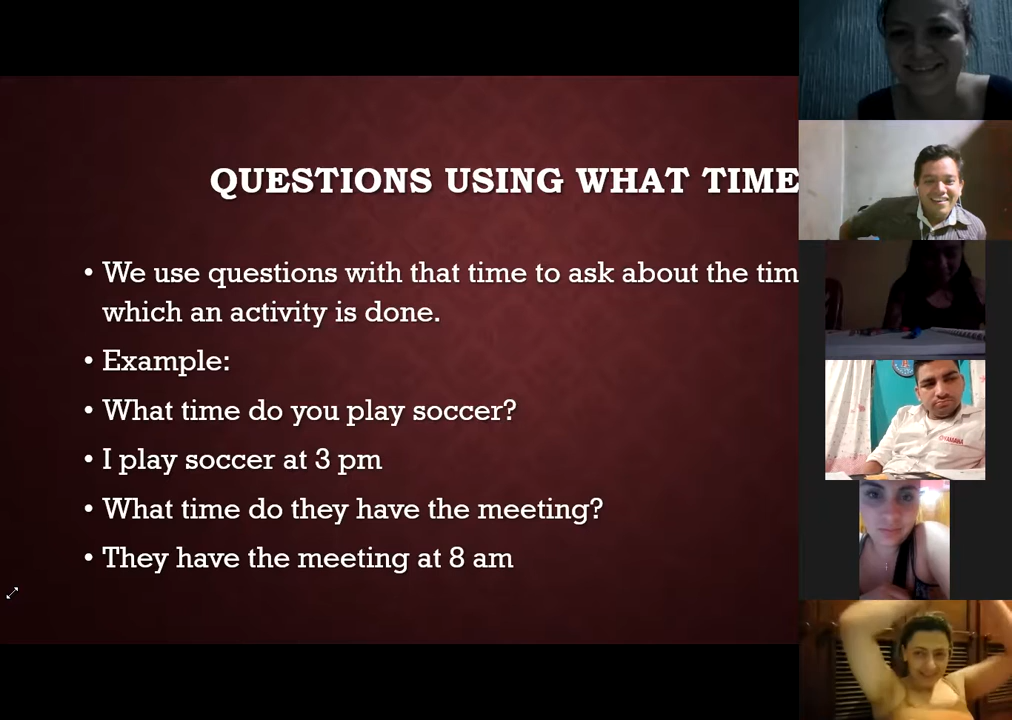 QUESTIONS USING WHAT TIME
• We use questions with that time to ask about the tim
which an activity is done.
• Example:
• What time do you play soccer?
• I play soccer at 3 pm
• What time do they have the meeting?
• They have the meeting at 8 am
YAMAHA